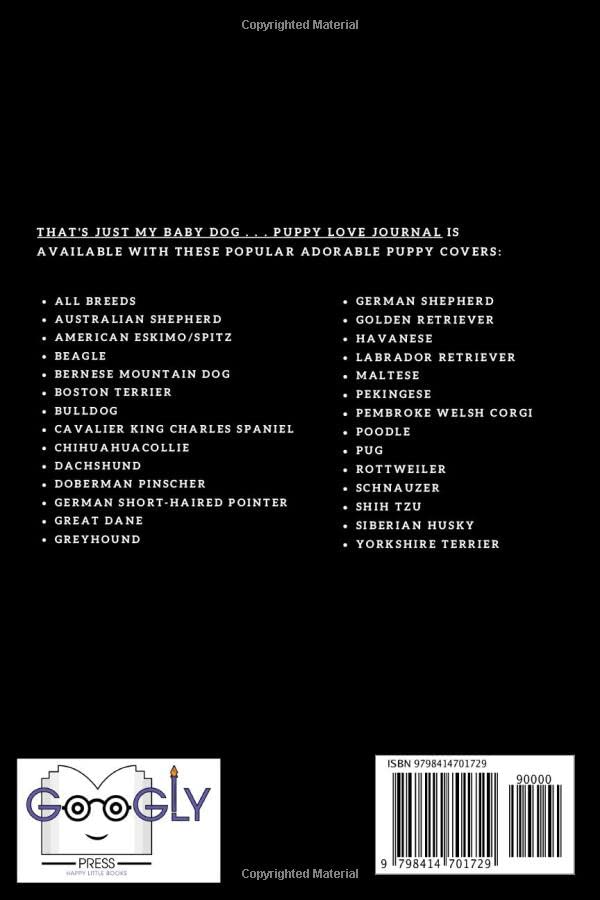 Copyrighted Material
THAT'S JUST MY BABY DOG . . . PUPPY LOVE JOURNAL IS
AVAILABLE WITH THESE POPULAR ADORABLE PUPPY COVERS:
• ALL BREEDS
• AUSTRALIAN SHEPHERD
• AMERICAN ESKIMO/SPITZ
• BEAGLE
• BERNESE MOUNTAIN DOG
• BOSTON TERRIER
• BULLDOG
• CAVALIER KING CHARLES SPANIEL
• CHIHUAHUACOLLIE
• DACHSHUND
• DOBERMAN PINSCHER
• GERMAN SHORT-HAIRED POINTER
• GREAT DANE
• GREYHOUND
• GERMAN SHEPHERD
• GOLDEN RETRIEVER
• HAVANESE
• LABRADOR RETRIEVER
• MALTESE
• PEKINGESE
• PEMBROKE WELSH CORGI
• POODLE
• PUG
• ROTTWEILER
• SCHNAUZER
• SHIH TZU
• SIBERIAN HUSKY
• YORKSHIRE TERRIER
GOOGLY
PRESS
HAPPY LITTLE BOOKS
ISBN 9798414701729
90000
9 798414 701729
Copyrighted Material